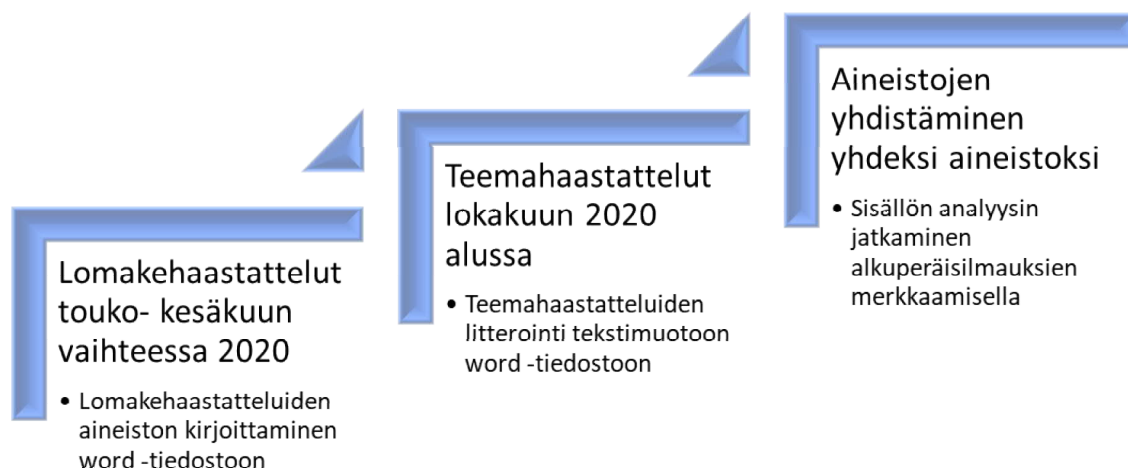 Lomakehaastattelut
touko- kesäkuun
vaihteessa 2020
• Lomakehaastatteluiden
aineiston kirjoittaminen
word -tiedostoon
Teemahaastattelut
lokakuun 2020
alussa
• Teemahaastatteluiden
litterointi tekstimuotoon
word -tiedostoon
Aineistojen
yhdistäminen
yhdeksi aineistoksi
• Sisällön analyysin
jatkaminen
alkuperäisilmauksien
merkkaamisella